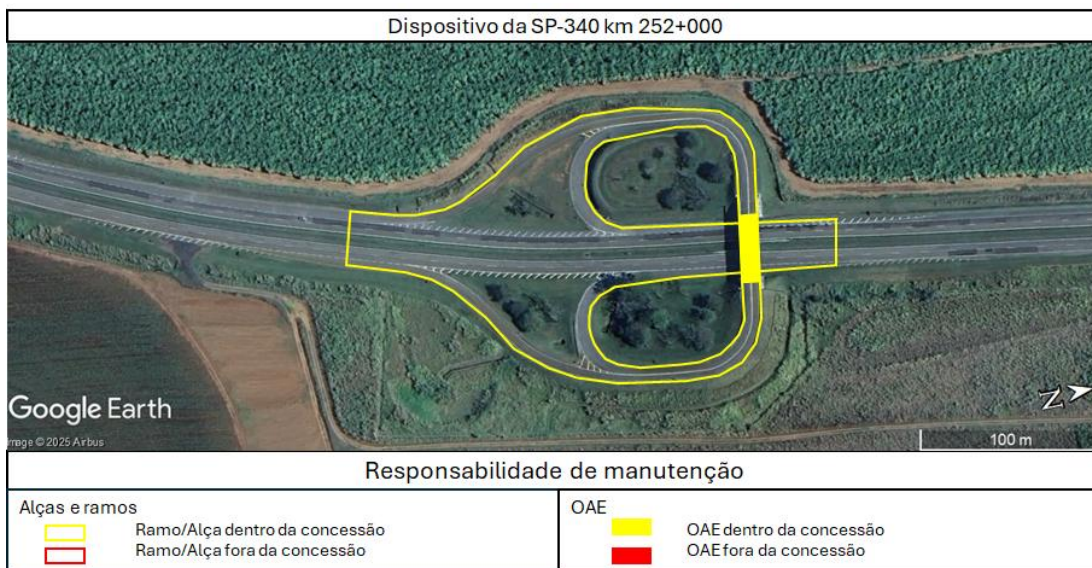 Dispositivo da SP-340 km 252+000
Google Earth
Image © 2025 Airbus
N
100 m
Responsabilidade de manutenção
Alças e ramos
Ramo/Alça dentro da concessão
Ramo/Alça fora da concessão
OAE
OAE dentro da concessão
OAE fora da concessão